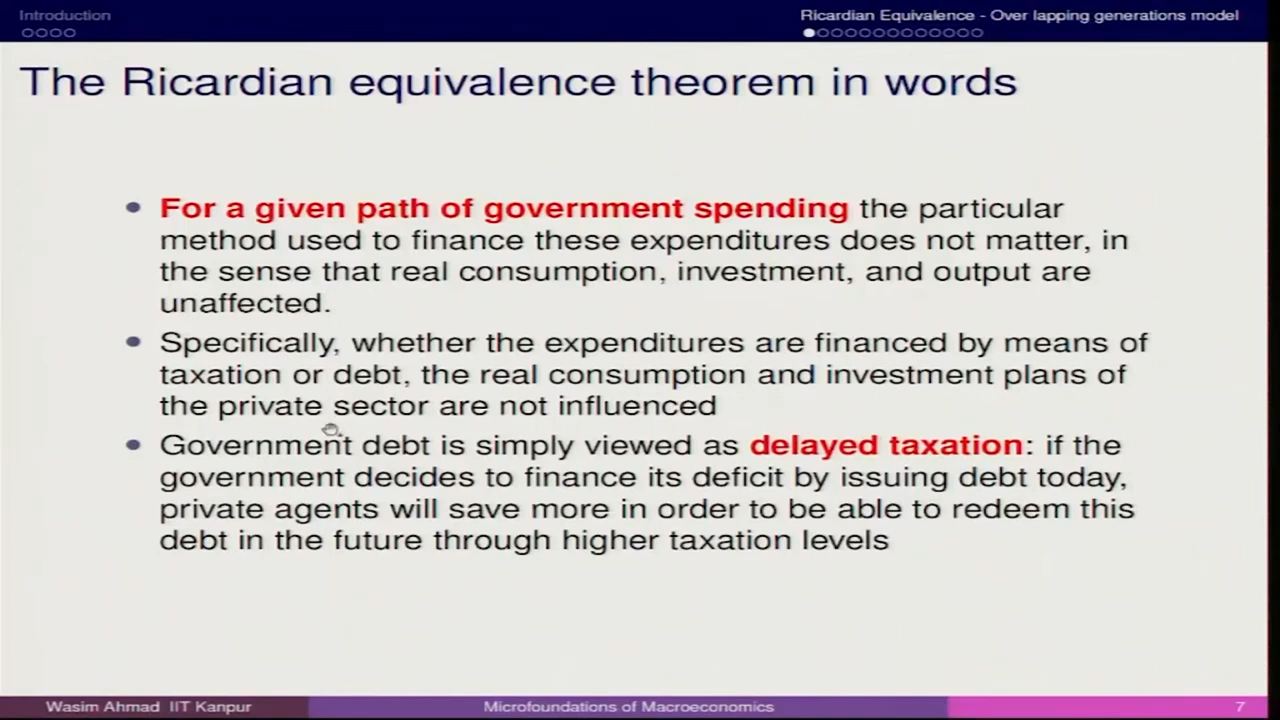 Introduction
Ricardian Equivalence - Over lapping generations model
The Ricardian equivalence theorem in words
For a given path of government spending the particular
method used to finance these expenditures does not matter, in
the sense that real consumption, investment, and output are
unaffected.
Specifically, whether the expenditures are financed by means of
taxation or debt, the real consumption and investment plans of
the private sector are not influenced
Government debt is simply viewed as delayed taxation: if the
government decides to finance its deficit by issuing debt today,
private agents will save more in order to be able to redeem this
debt in the future through higher taxation levels
Wasim Ahmad IIT Kanpur
Microfoundations of Macroeconomics
7